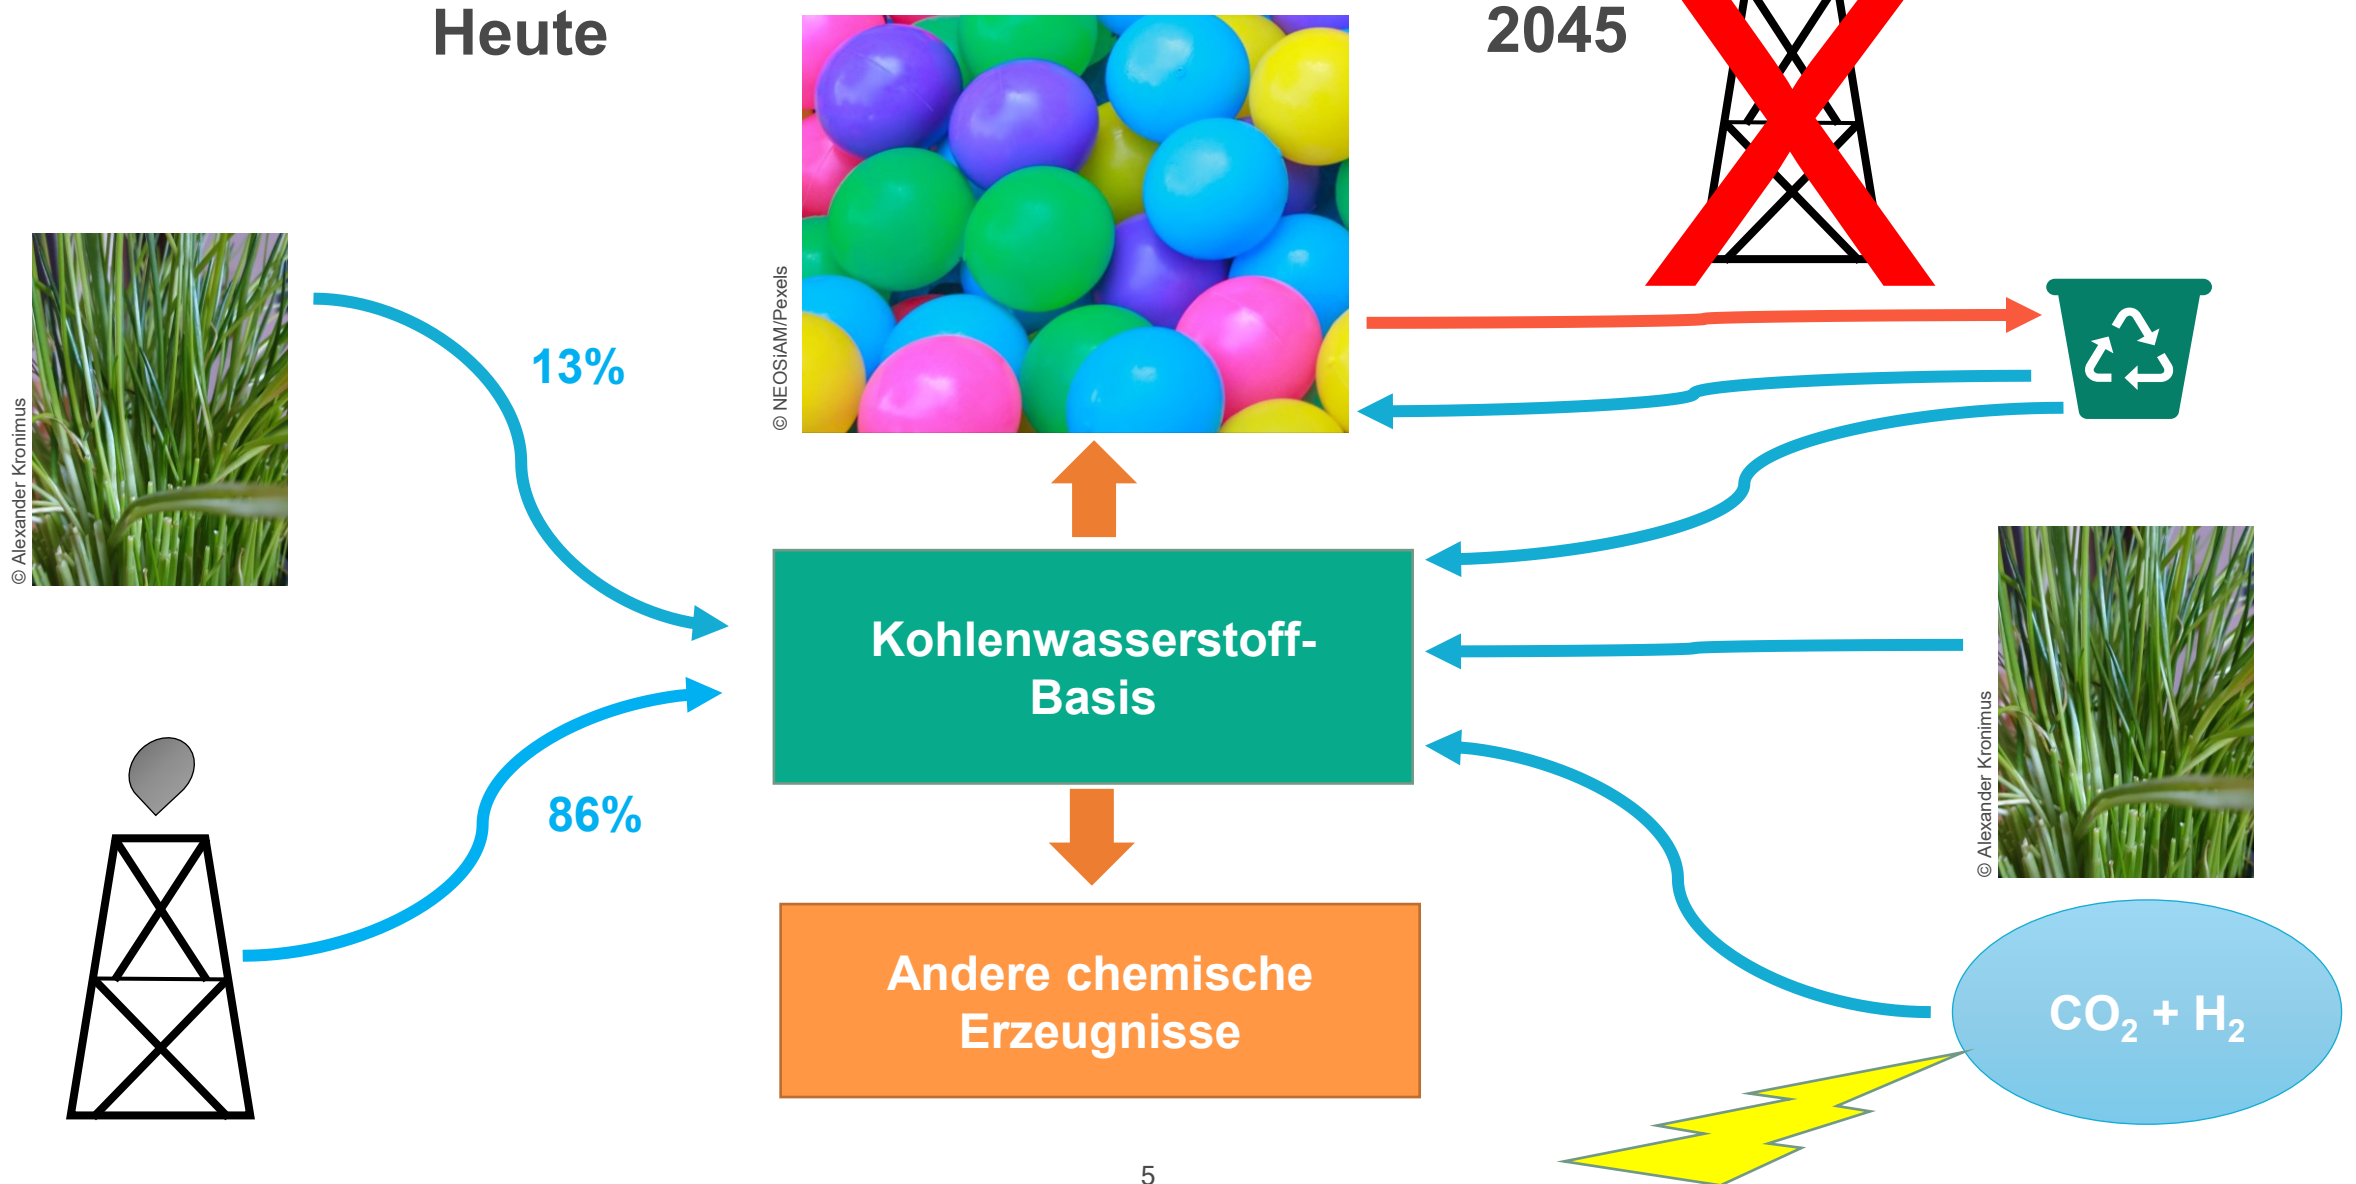 Heute
2045
© NEOSiAM/Pexels
© Alexander Kronimus
13%
86%
Kohlenwasserstoff-
Basis
Andere chemische
Erzeugnisse
© Alexander Kronimus
CO₂ + H₂
5